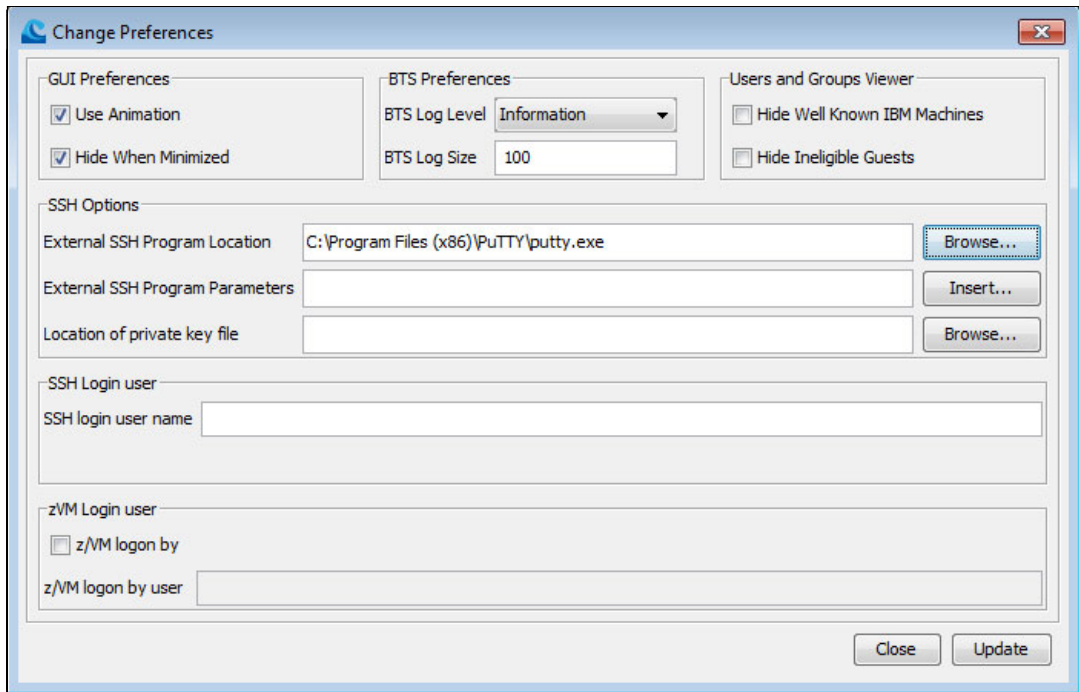 Change Preferences
GUI Preferences
Use Animation
Hide When Minimized
BTS Preferences
BTS Log Level Information
BTS Log Size 100
Users and Groups Viewer
Hide Well Known IBM Machines
Hide Ineligible Guests
SSH Options
External SSH Program Location C:\Program Files (x86)\PuTTY\putty.exe Browse...
External SSH Program Parameters Insert...
Location of private key file Browse...
SSH Login user
SSH login user name
zVM Login user
z/VM logon by
z/VM logon by user
Close Update